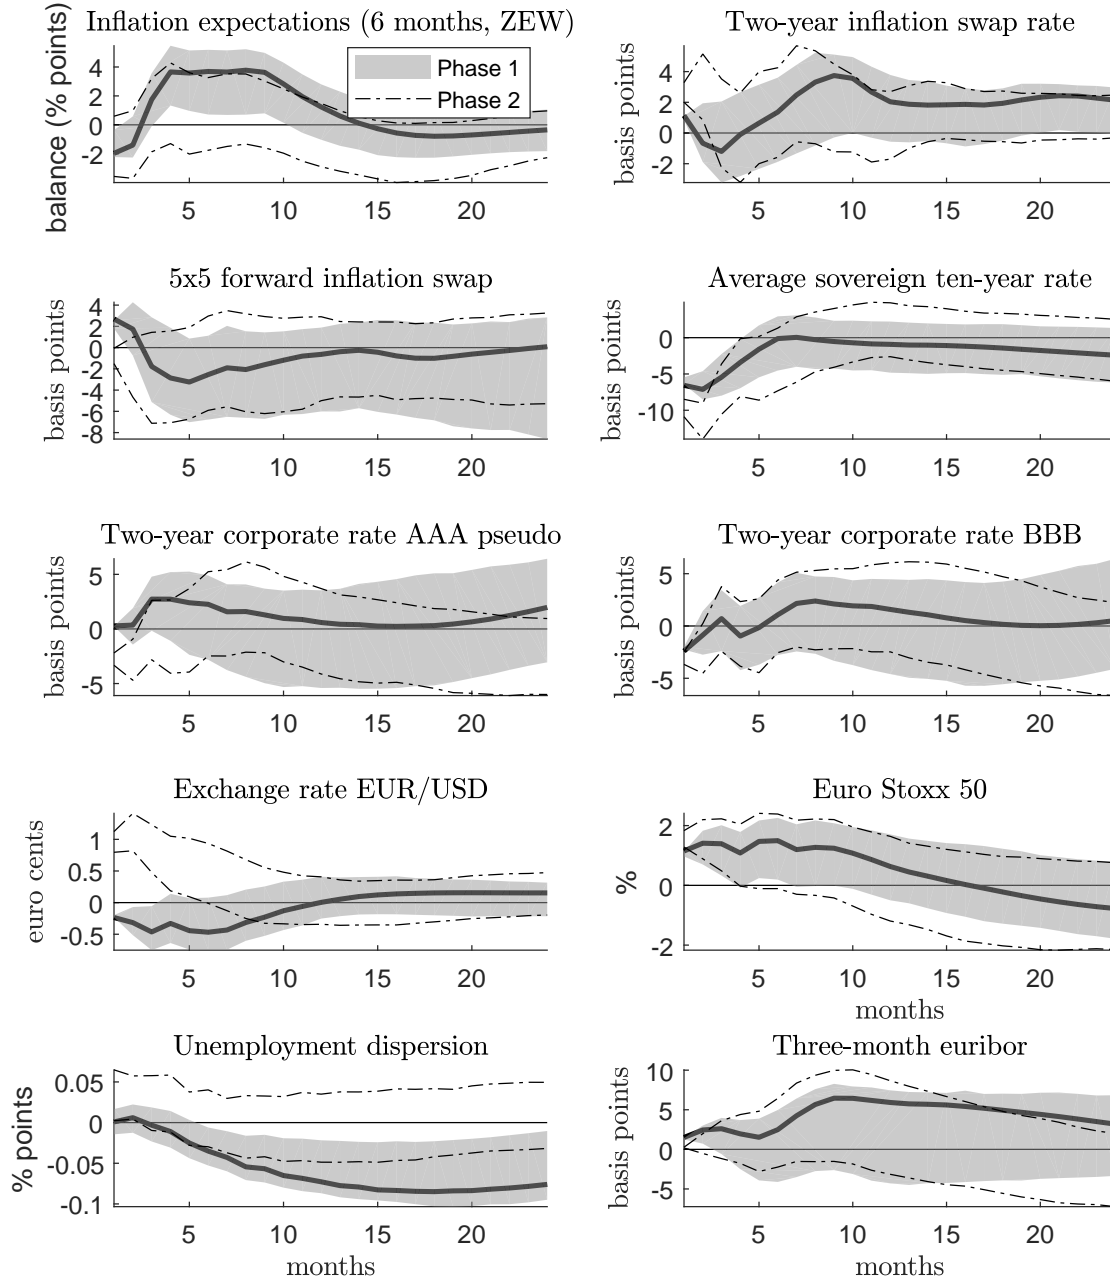 Inflation expectations (6 months, ZEW)
balance (% points)
4
2
0
-2
5 10 15 20
Phase 1
Phase 2
Two-year inflation swap rate
basis points
4
2
0
-2
5 10 15 20
5x5 forward inflation swap
basis points
4
2
0
-2
-4
-6
-8
5 10 15 20
Average sovereign ten-year rate
basis points
0
-5
-10
5 10 15 20
Two-year corporate rate AAA pseudo
basis points
5
0
-5
5 10 15 20
Two-year corporate rate BBB
basis points
5
0
-5
5 10 15 20
Exchange rate EUR/USD
euro cents
1
0.5
0
-0.5
5 10 15 20
Euro Stoxx 50
%
2
0
-2
5 10 15 20
months
Unemployment dispersion
% points
0.05
0
-0.05
-0.1
5 10 15 20
months
Three-month euribor
basis points
10
5
0
-5
5 10 15 20
months